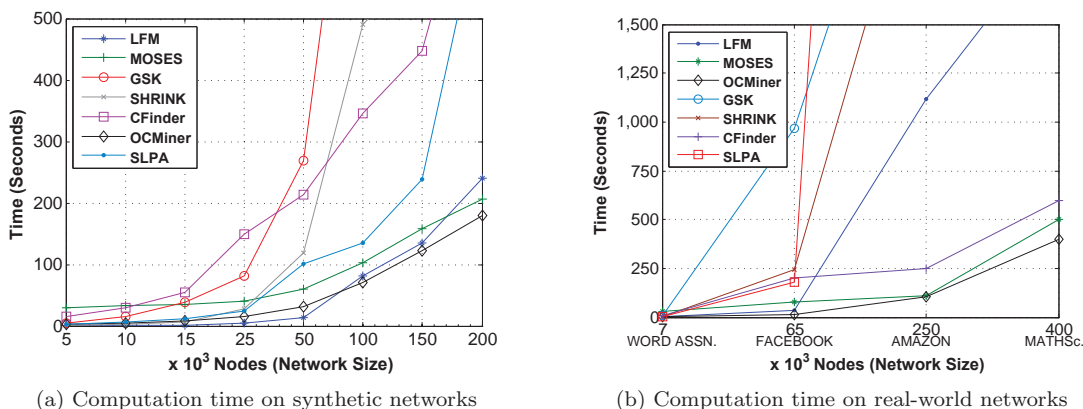 500
400
300
200
100
0
Time (Seconds)
LFM
MOSES
GSK
SHRINK
CFinder
OCMiner
SLPA
5 10 15 25 50 100 150 200
x 10³ Nodes (Network Size)
(a) Computation time on synthetic networks
1,500
1,250
1,000
750
500
250
0
Time (Seconds)
LFM
MOSES
OCMiner
GSK
SHRINK
CFinder
SLPA
7 65 250 400
WORD ASSN. FACEBOOK AMAZON MATHSc.
x 10³ Nodes (Network Size)
(b) Computation time on real-world networks